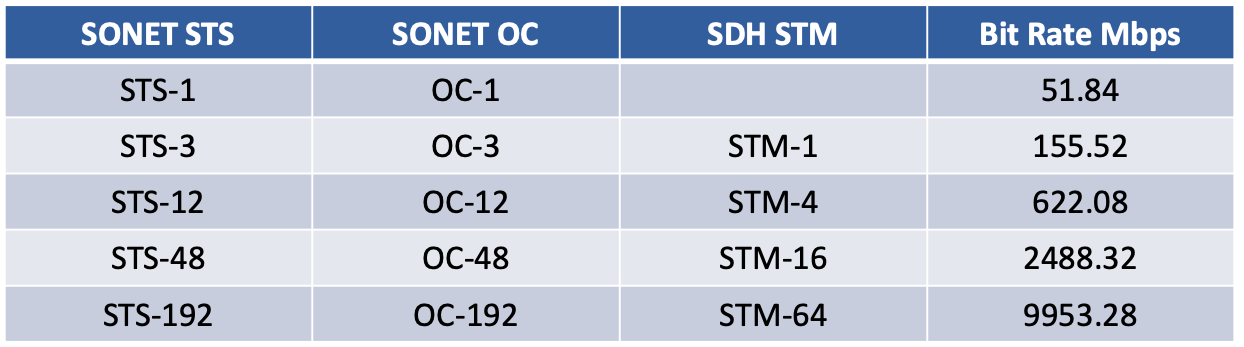 SONET STS SONET OC SDH STM Bit Rate Mbps
STS-1 OC-1 51.84
STS-3 OC-3 STM-1 155.52
STS-12 OC-12 STM-4 622.08
STS-48 OC-48 STM-16 2488.32
STS-192 OC-192 STM-64 9953.28